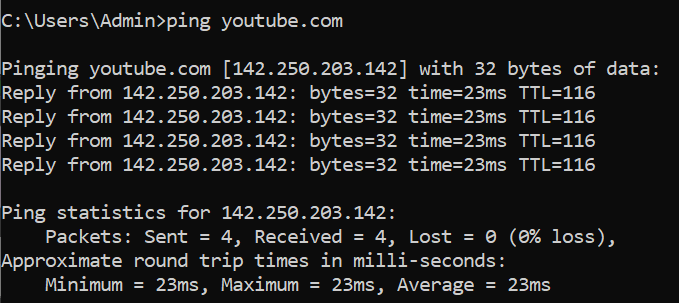 C:\Users\Admin>ping youtube.com
Pinging youtube.com [142.250.203.142] with 32 bytes of data:
Reply from 142.250.203.142: bytes=32 time=23ms TTL=116
Reply from 142.250.203.142: bytes=32 time=23ms TTL=116
Reply from 142.250.203.142: bytes=32 time=23ms TTL=116
Reply from 142.250.203.142: bytes=32 time=23ms TTL=116
Ping statistics for 142.250.203.142:
    Packets: Sent = 4, Received = 4, Lost = 0 (0% loss),
Approximate round trip times in milli-seconds:
    Minimum = 23ms, Maximum = 23ms, Average = 23ms